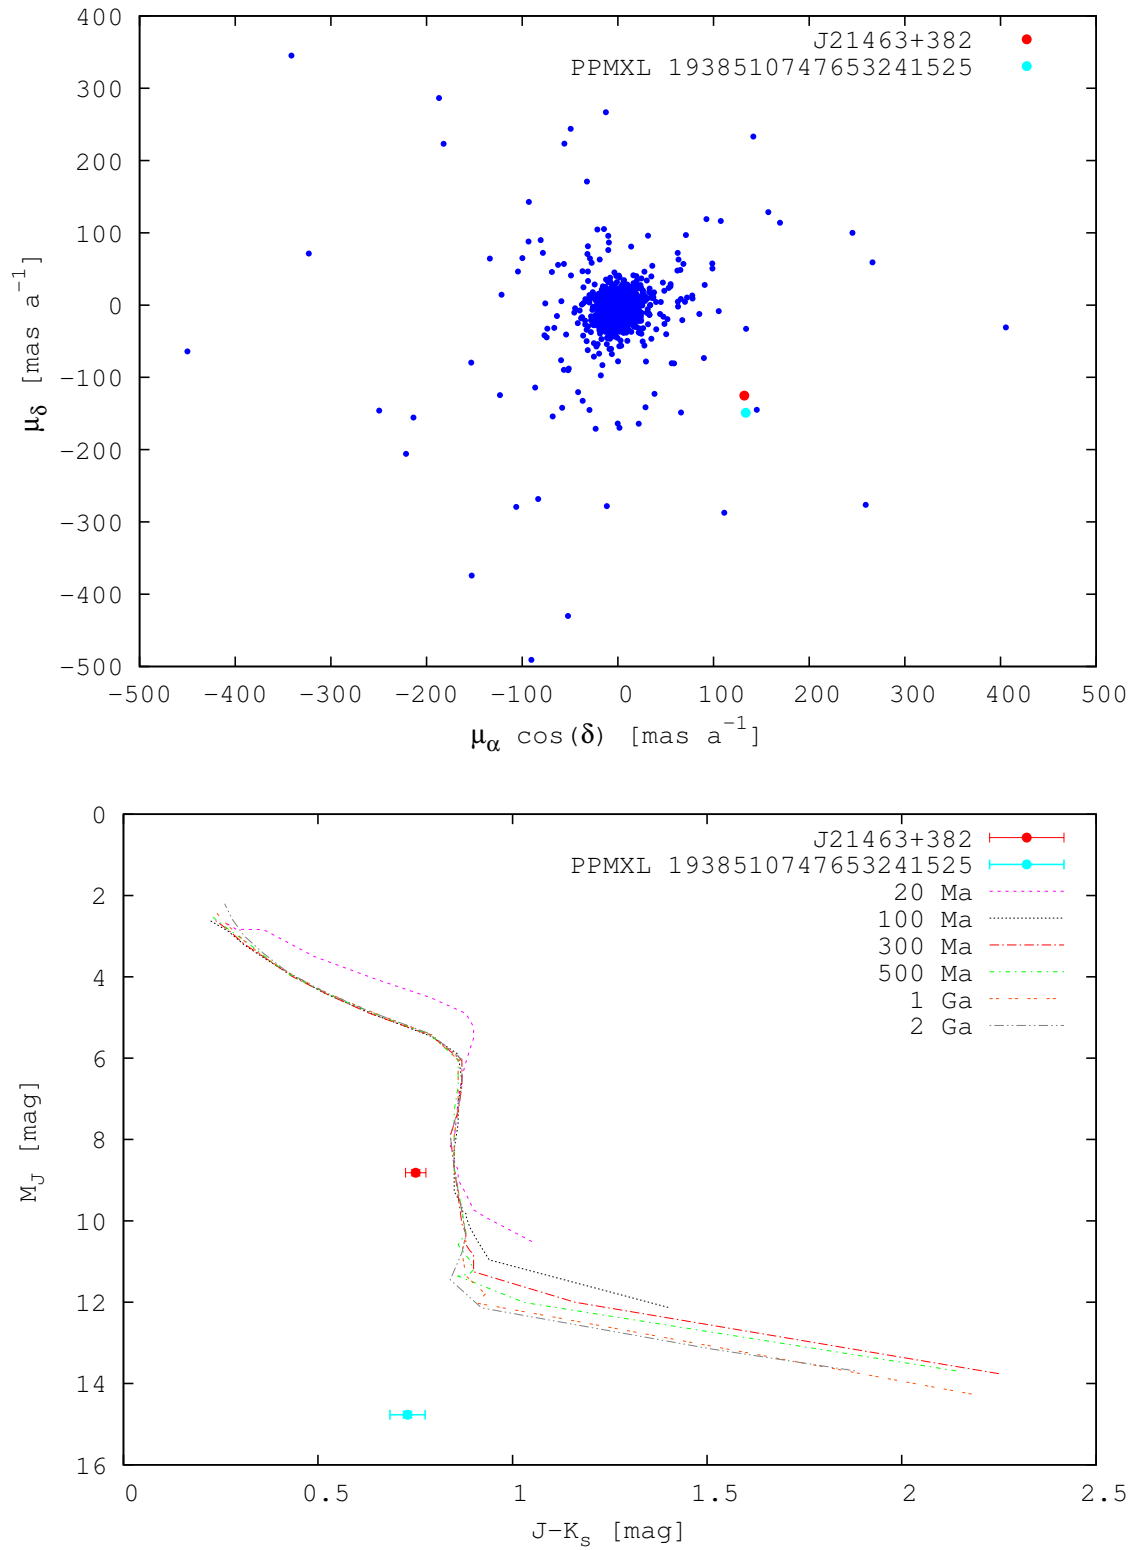 400
300
200
100
0
−100
−200
−300
−400
−500
μδ [mas a⁻¹]
J21463+382
PPMXL 1938510747653241525
−500 −400 −300 −200 −100 0 100 200 300 400 500
μα cos(δ) [mas a⁻¹]
0
2
4
6
8
10
12
14
16
M_J [mag]
J21463+382
PPMXL 1938510747653241525
20 Ma
100 Ma
300 Ma
500 Ma
1 Ga
2 Ga
0 0.5 1 1.5 2 2.5
J−Kₛ [mag]